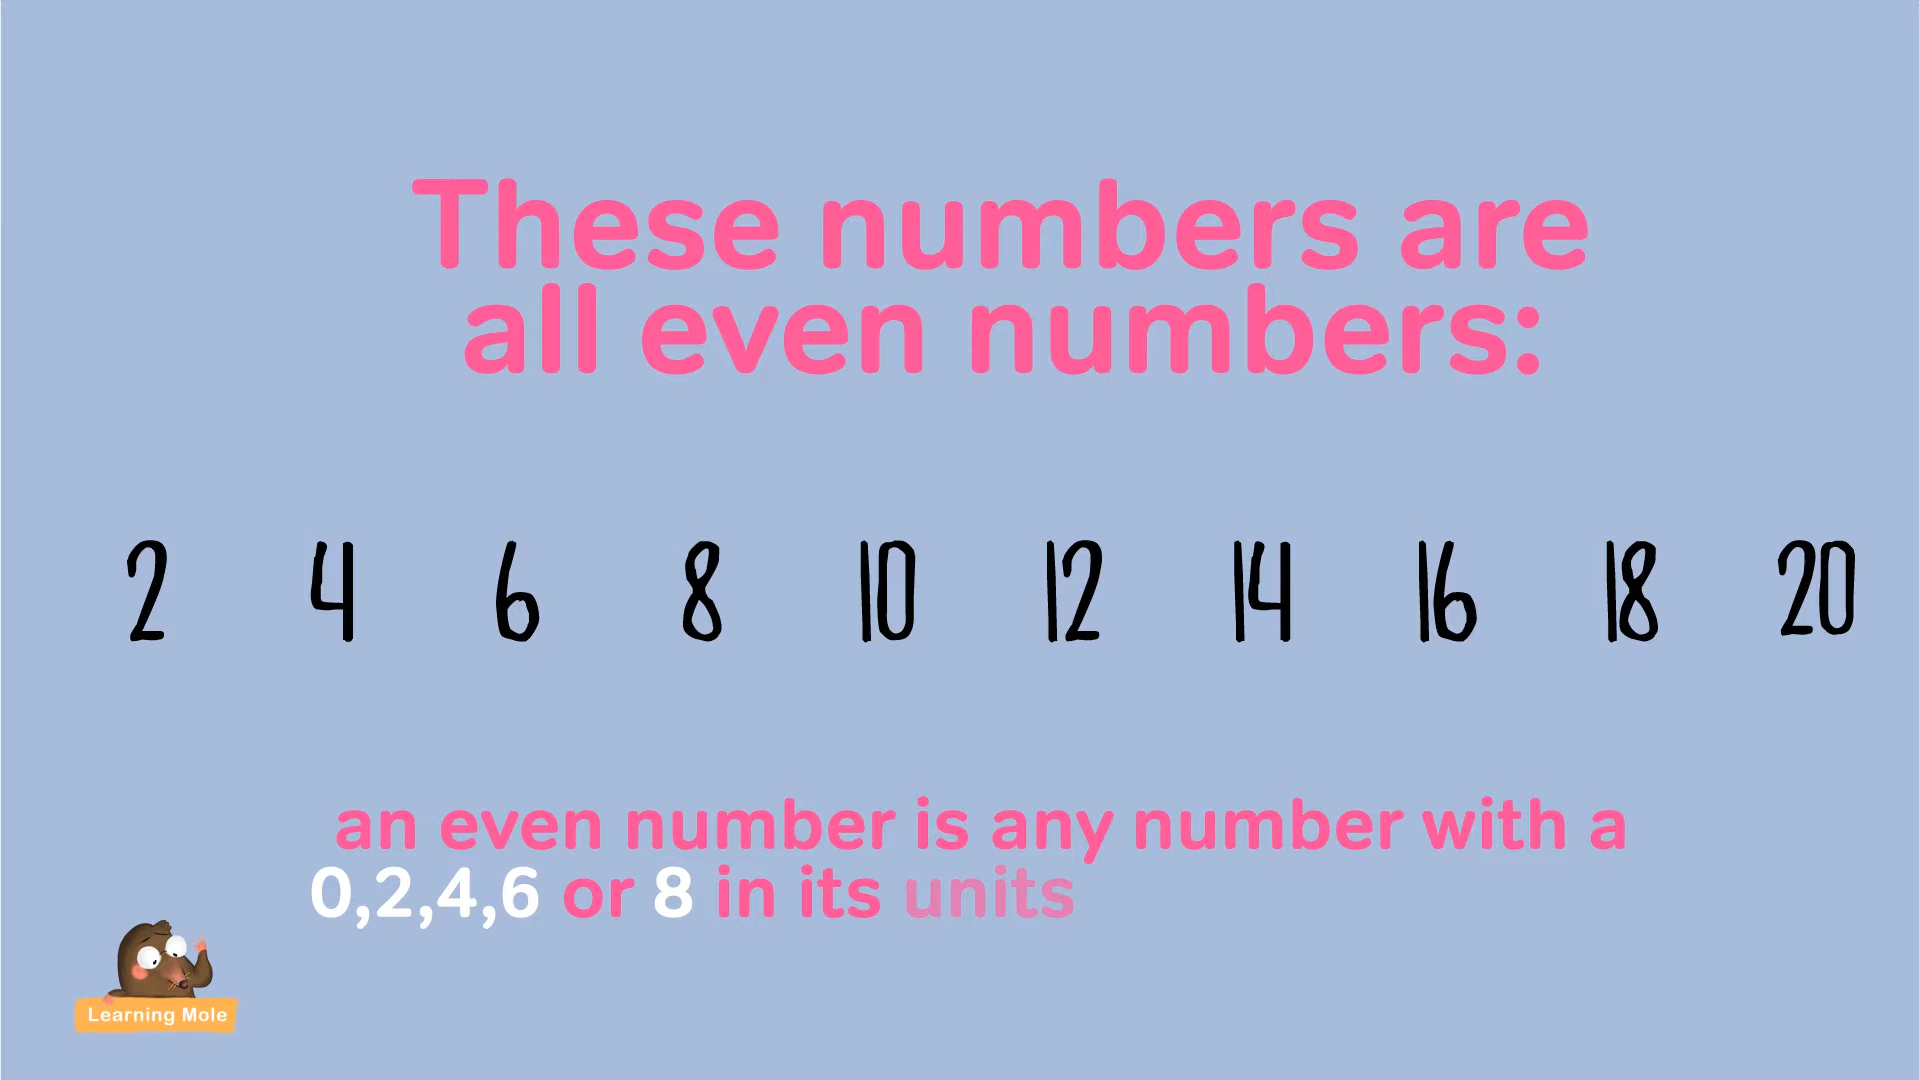 These numbers are
all even numbers:
2 4 6 8 10 12 14 16 18 20
an even number is any number with a
0,2,4,6 or 8 in its units
Learning Mole